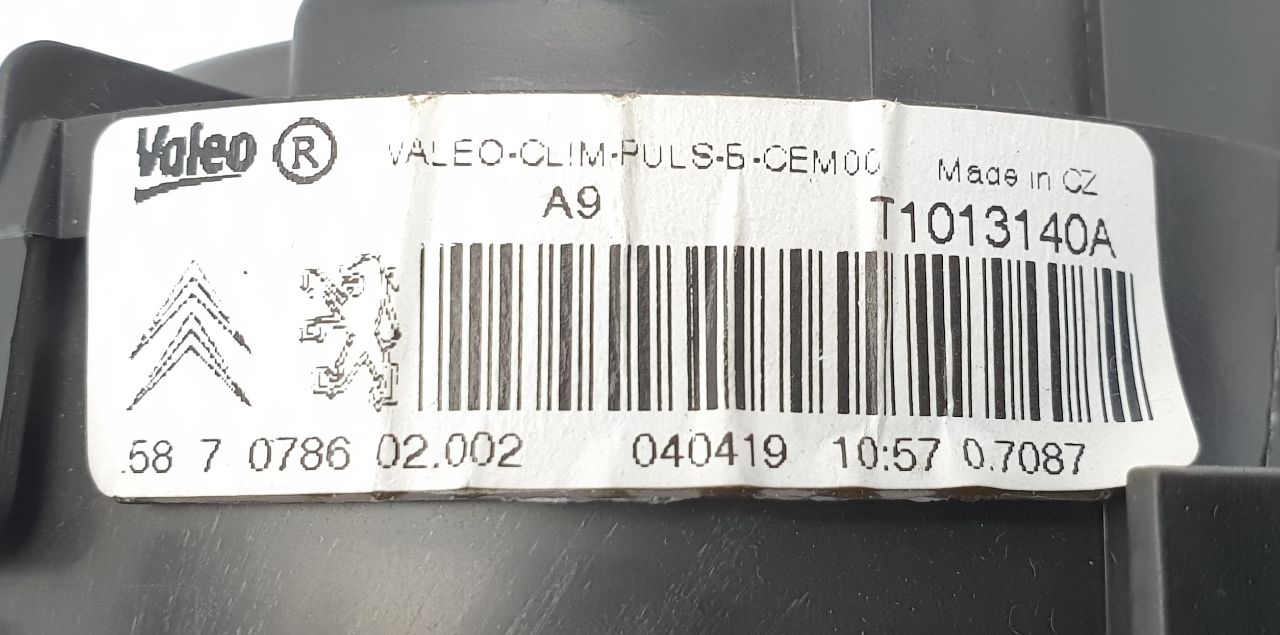 Valeo ® VALEO-CLIM-PULS-5-CEM00 Made in CZ
A9 T1013140A
.58 7 0786 02.002 040419 10:57 0.7087